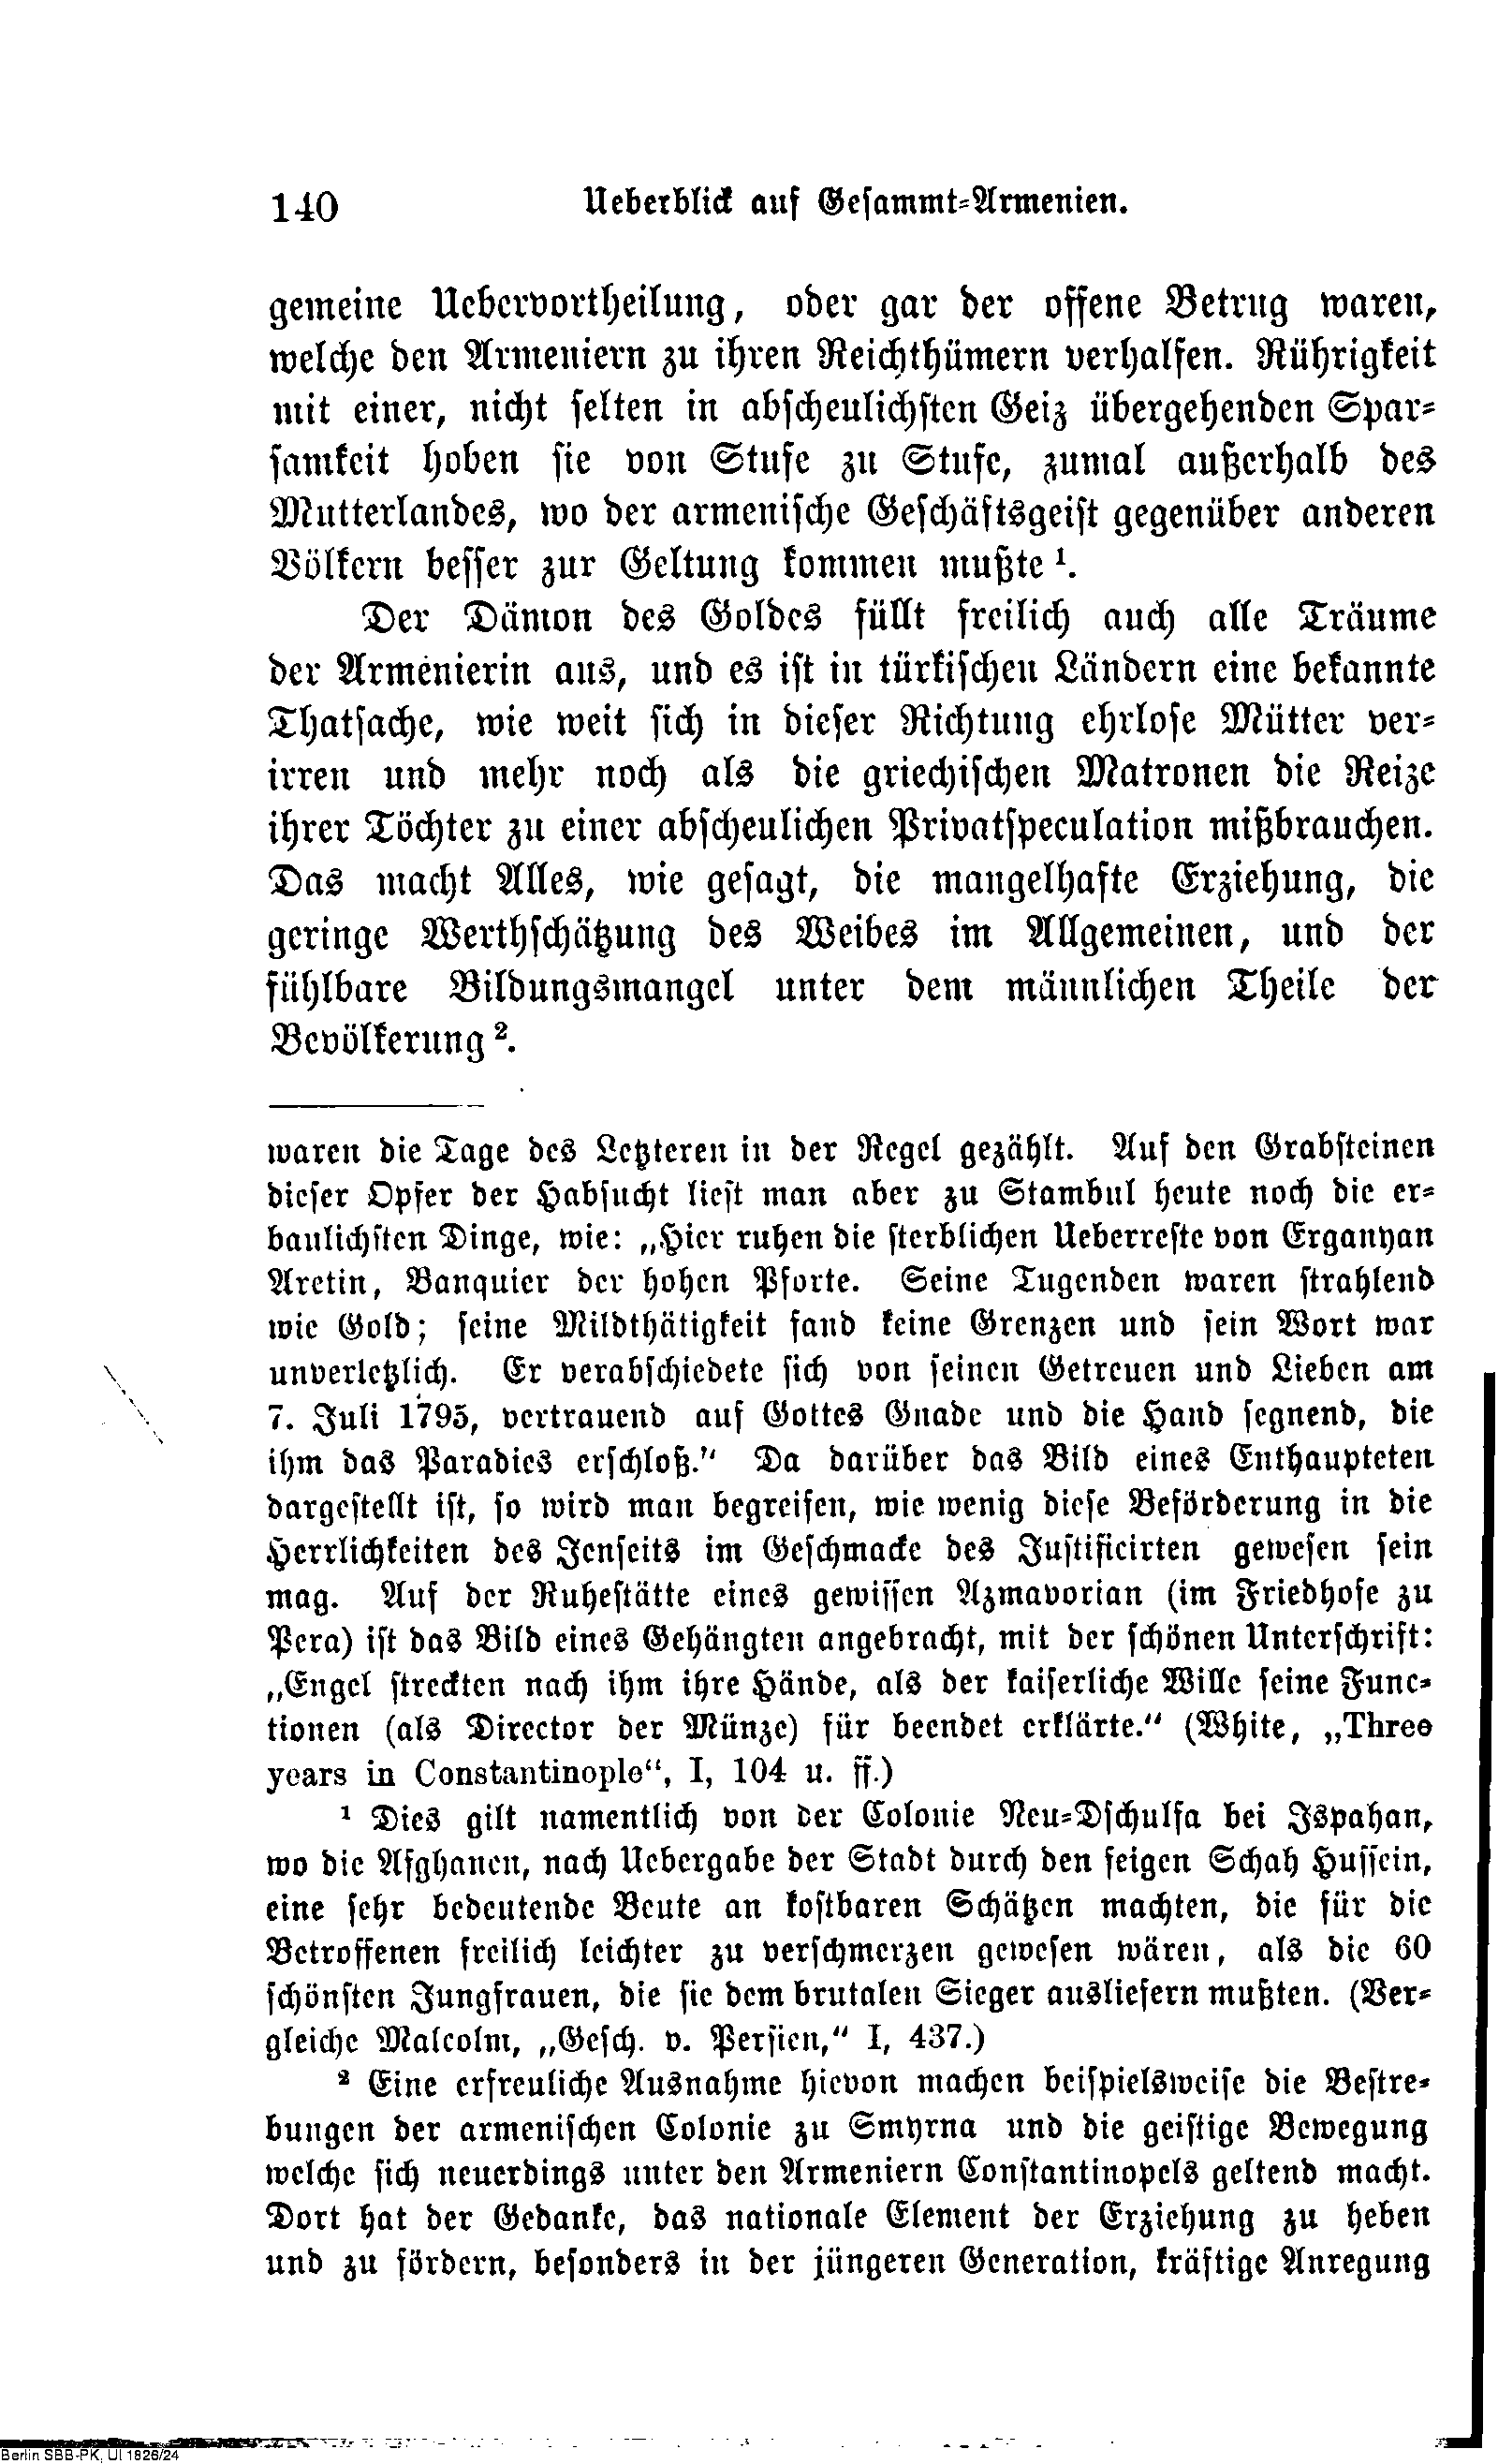 140 Ueberblick auf Gesammt-Armenien.
gemeine Uebervortheilung, oder gar der offene Betrug waren,
welche den Armeniern zu ihren Reichthümern verhalfen. Rührigkeit
mit einer, nicht selten in abscheulichsten Geiz übergehenden Spar-
samkeit hoben sie von Stufe zu Stufe, zumal außerhalb des
Mutterlandes, wo der armenische Geschäftsgeist gegenüber anderen
Völkern besser zur Geltung kommen mußte ¹.
Der Dämon des Goldes füllt freilich auch alle Träume
der Armenierin aus, und es ist in türkischen Ländern eine bekannte
Thatsache, wie weit sich in dieser Richtung ehrlose Mütter ver-
irren und mehr noch als die griechischen Matronen die Reize
ihrer Töchter zu einer abscheulichen Privatspeculation mißbrauchen.
Das macht Alles, wie gesagt, die mangelhafte Erziehung, die
geringe Werthschätzung des Weibes im Allgemeinen, und der
fühlbare Bildungsmangel unter dem männlichen Theile der
Bevölkerung ².
waren die Tage des Letzteren in der Regel gezählt. Auf den Grabsteinen
dieser Opfer der Habsucht liest man aber zu Stambul heute noch die er-
baulichsten Dinge, wie: „Hier ruhen die sterblichen Ueberreste von Erganyan
Aretin, Banquier der hohen Pforte. Seine Tugenden waren strahlend
wie Gold; seine Mildthätigkeit fand keine Grenzen und sein Wort war
unverletzlich. Er verabschiedete sich von seinen Getreuen und Lieben am
7. Juli 1795, vertrauend auf Gottes Gnade und die Hand segnend, die
ihm das Paradies erschloß.“ Da darüber das Bild eines Enthaupteten
dargestellt ist, so wird man begreifen, wie wenig diese Beförderung in die
Herrlichkeiten des Jenseits im Geschmacke des Justificirten gewesen sein
mag. Auf der Ruhestätte eines gewissen Azmavorian (im Friedhofe zu
Pera) ist das Bild eines Gehängten angebracht, mit der schönen Unterschrift:
„Engel streckten nach ihm ihre Hände, als der kaiserliche Wille seine Func-
tionen (als Director der Münze) für beendet erklärte.“ (White, „Three
years in Constantinople“, I, 104 u. ff.)
¹ Dies gilt namentlich von der Colonie Neu-Dschulfa bei Ispahan,
wo die Afghanen, nach Uebergabe der Stadt durch den feigen Schah Hussein,
eine sehr bedeutende Beute an kostbaren Schätzen machten, die für die
Betroffenen freilich leichter zu verschmerzen gewesen wären, als die 60
schönsten Jungfrauen, die sie dem brutalen Sieger ausliefern mußten. (Ver-
gleiche Malcolm, „Gesch. v. Persien,“ I, 437.)
² Eine erfreuliche Ausnahme hievon machen beispielsweise die Bestre-
bungen der armenischen Colonie zu Smyrna und die geistige Bewegung
welche sich neuerdings unter den Armeniern Constantinopels geltend macht.
Dort hat der Gedanke, das nationale Element der Erziehung zu heben
und zu fördern, besonders in der jüngeren Generation, kräftige Anregung
Berlin SBB-PK, UI 1826/24